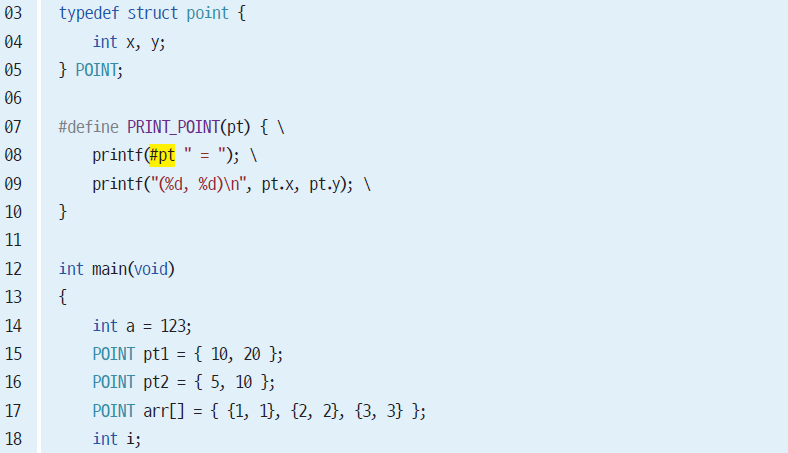 03 typedef struct point {
04 int x, y;
05 } POINT;
06
07 #define PRINT_POINT(pt) { \
08 printf(#pt " = "); \
09 printf("(%d, %d)\n", pt.x, pt.y); \
10 }
11
12 int main(void)
13 {
14 int a = 123;
15 POINT pt1 = { 10, 20 };
16 POINT pt2 = { 5, 10 };
17 POINT arr[] = { {1, 1}, {2, 2}, {3, 3} };
18 int i;